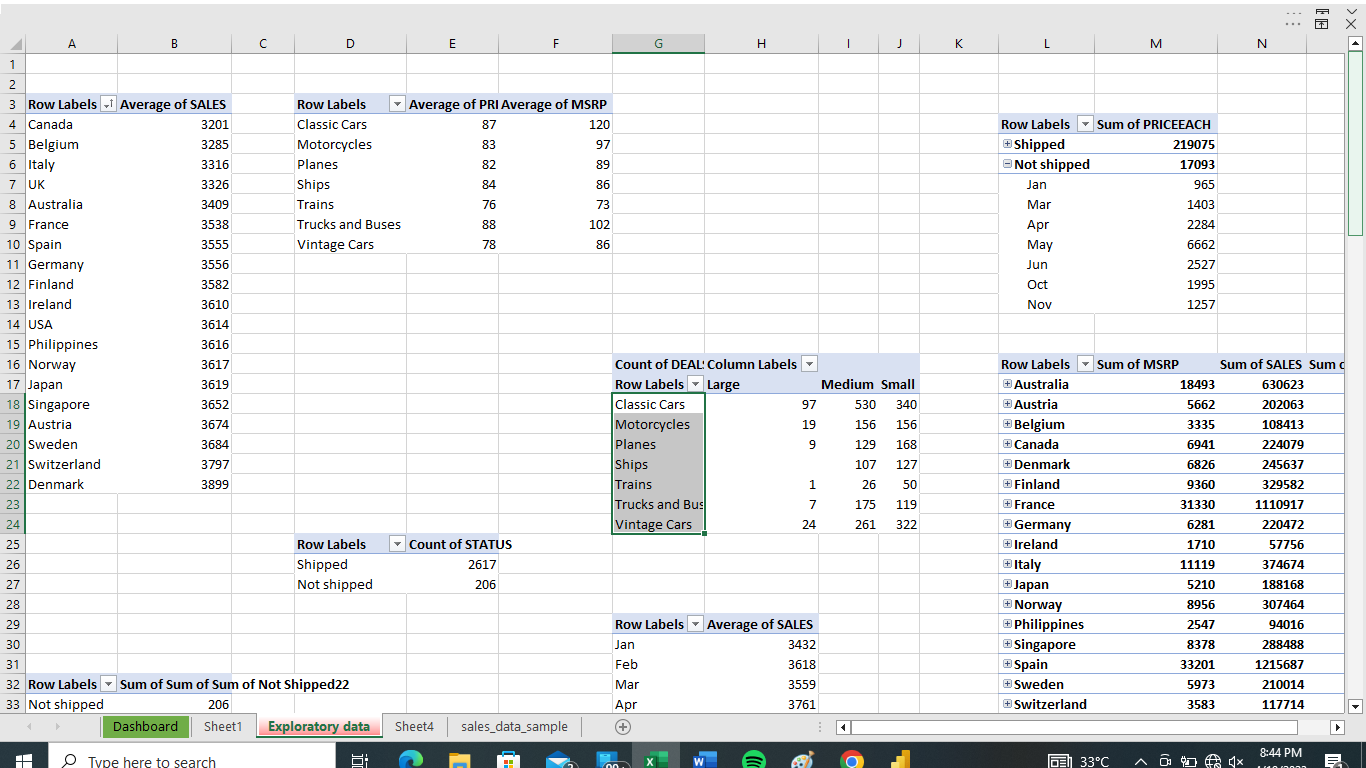 A B C D E F G H I J K L M N
1
2
3 Row Labels Average of SALES Row Labels Average of PRI Average of MSRP
4 Canada 3201 Classic Cars 87 120 Row Labels Sum of PRICEEACH
5 Belgium 3285 Motorcycles 83 97 Shipped 219075
6 Italy 3316 Planes 82 89 Not shipped 17093
7 UK 3326 Ships 84 86 Jan 965
8 Australia 3409 Trains 76 73 Mar 1403
9 France 3538 Trucks and Buses 88 102 Apr 2284
10 Spain 3555 Vintage Cars 78 86 May 6662
11 Germany 3556 Jun 2527
12 Finland 3582 Oct 1995
13 Ireland 3610 Nov 1257
14 USA 3614
15 Philippines 3616
16 Norway 3617 Count of DEAL Column Labels Row Labels Sum of MSRP Sum of SALES Sum
17 Japan 3619 Row Labels Large Medium Small Australia 18493 630623
18 Singapore 3652 Classic Cars 97 530 340 Austria 5662 202063
19 Austria 3674 Motorcycles 19 156 156 Belgium 3335 108413
20 Sweden 3684 Planes 9 129 168 Canada 6941 224079
21 Switzerland 3797 Ships 107 127 Denmark 6826 245637
22 Denmark 3899 Trains 1 26 50 Finland 9360 329582
23 Trucks and Bus 7 175 119 France 31330 1110917
24 Vintage Cars 24 261 322 Germany 6281 220472
25 Row Labels Count of STATUS Ireland 1710 57756
26 Shipped 2617 Italy 11119 374674
27 Not shipped 206 Japan 5210 188168
28 Norway 8956 307464
29 Row Labels Average of SALES Philippines 2547 94016
30 Jan 3432 Singapore 8378 288488
31 Feb 3618 Spain 33201 1215687
32 Row Labels Sum of Sum of Sum of Not Shipped22 Mar 3559 Sweden 5973 210014
33 Not shipped 206 Apr 3761 Switzerland 3583 117714
Dashboard Sheet1 Exploratory data Sheet4 sales_data_sample
Type here to search 33°C 8:44 PM